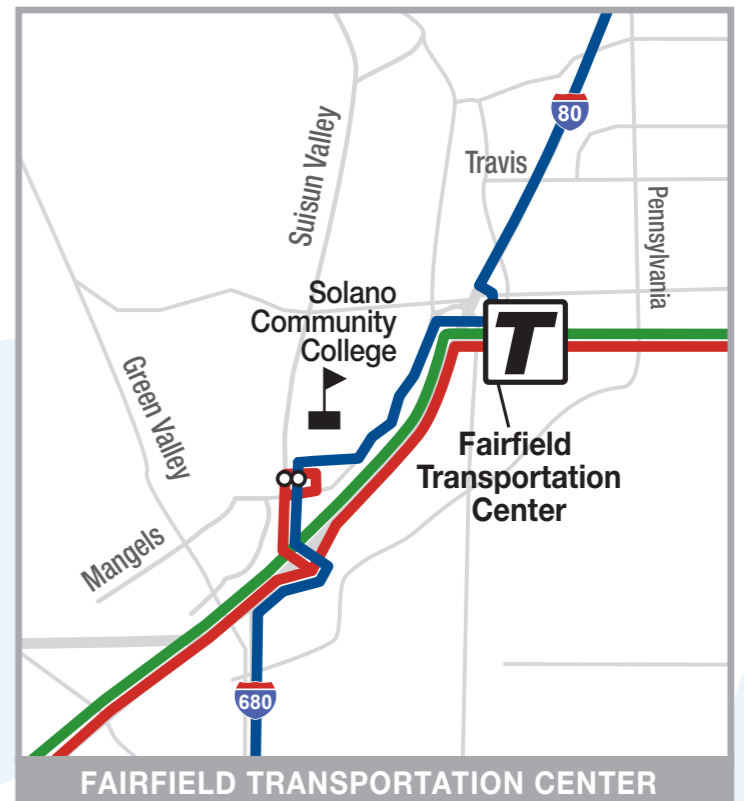 80
Travis
Suisun Valley
Pennsylvania
Solano
Community
College
T
Green Valley
Fairfield
Transportation
Center
Mangels
680
FAIRFIELD TRANSPORTATION CENTER